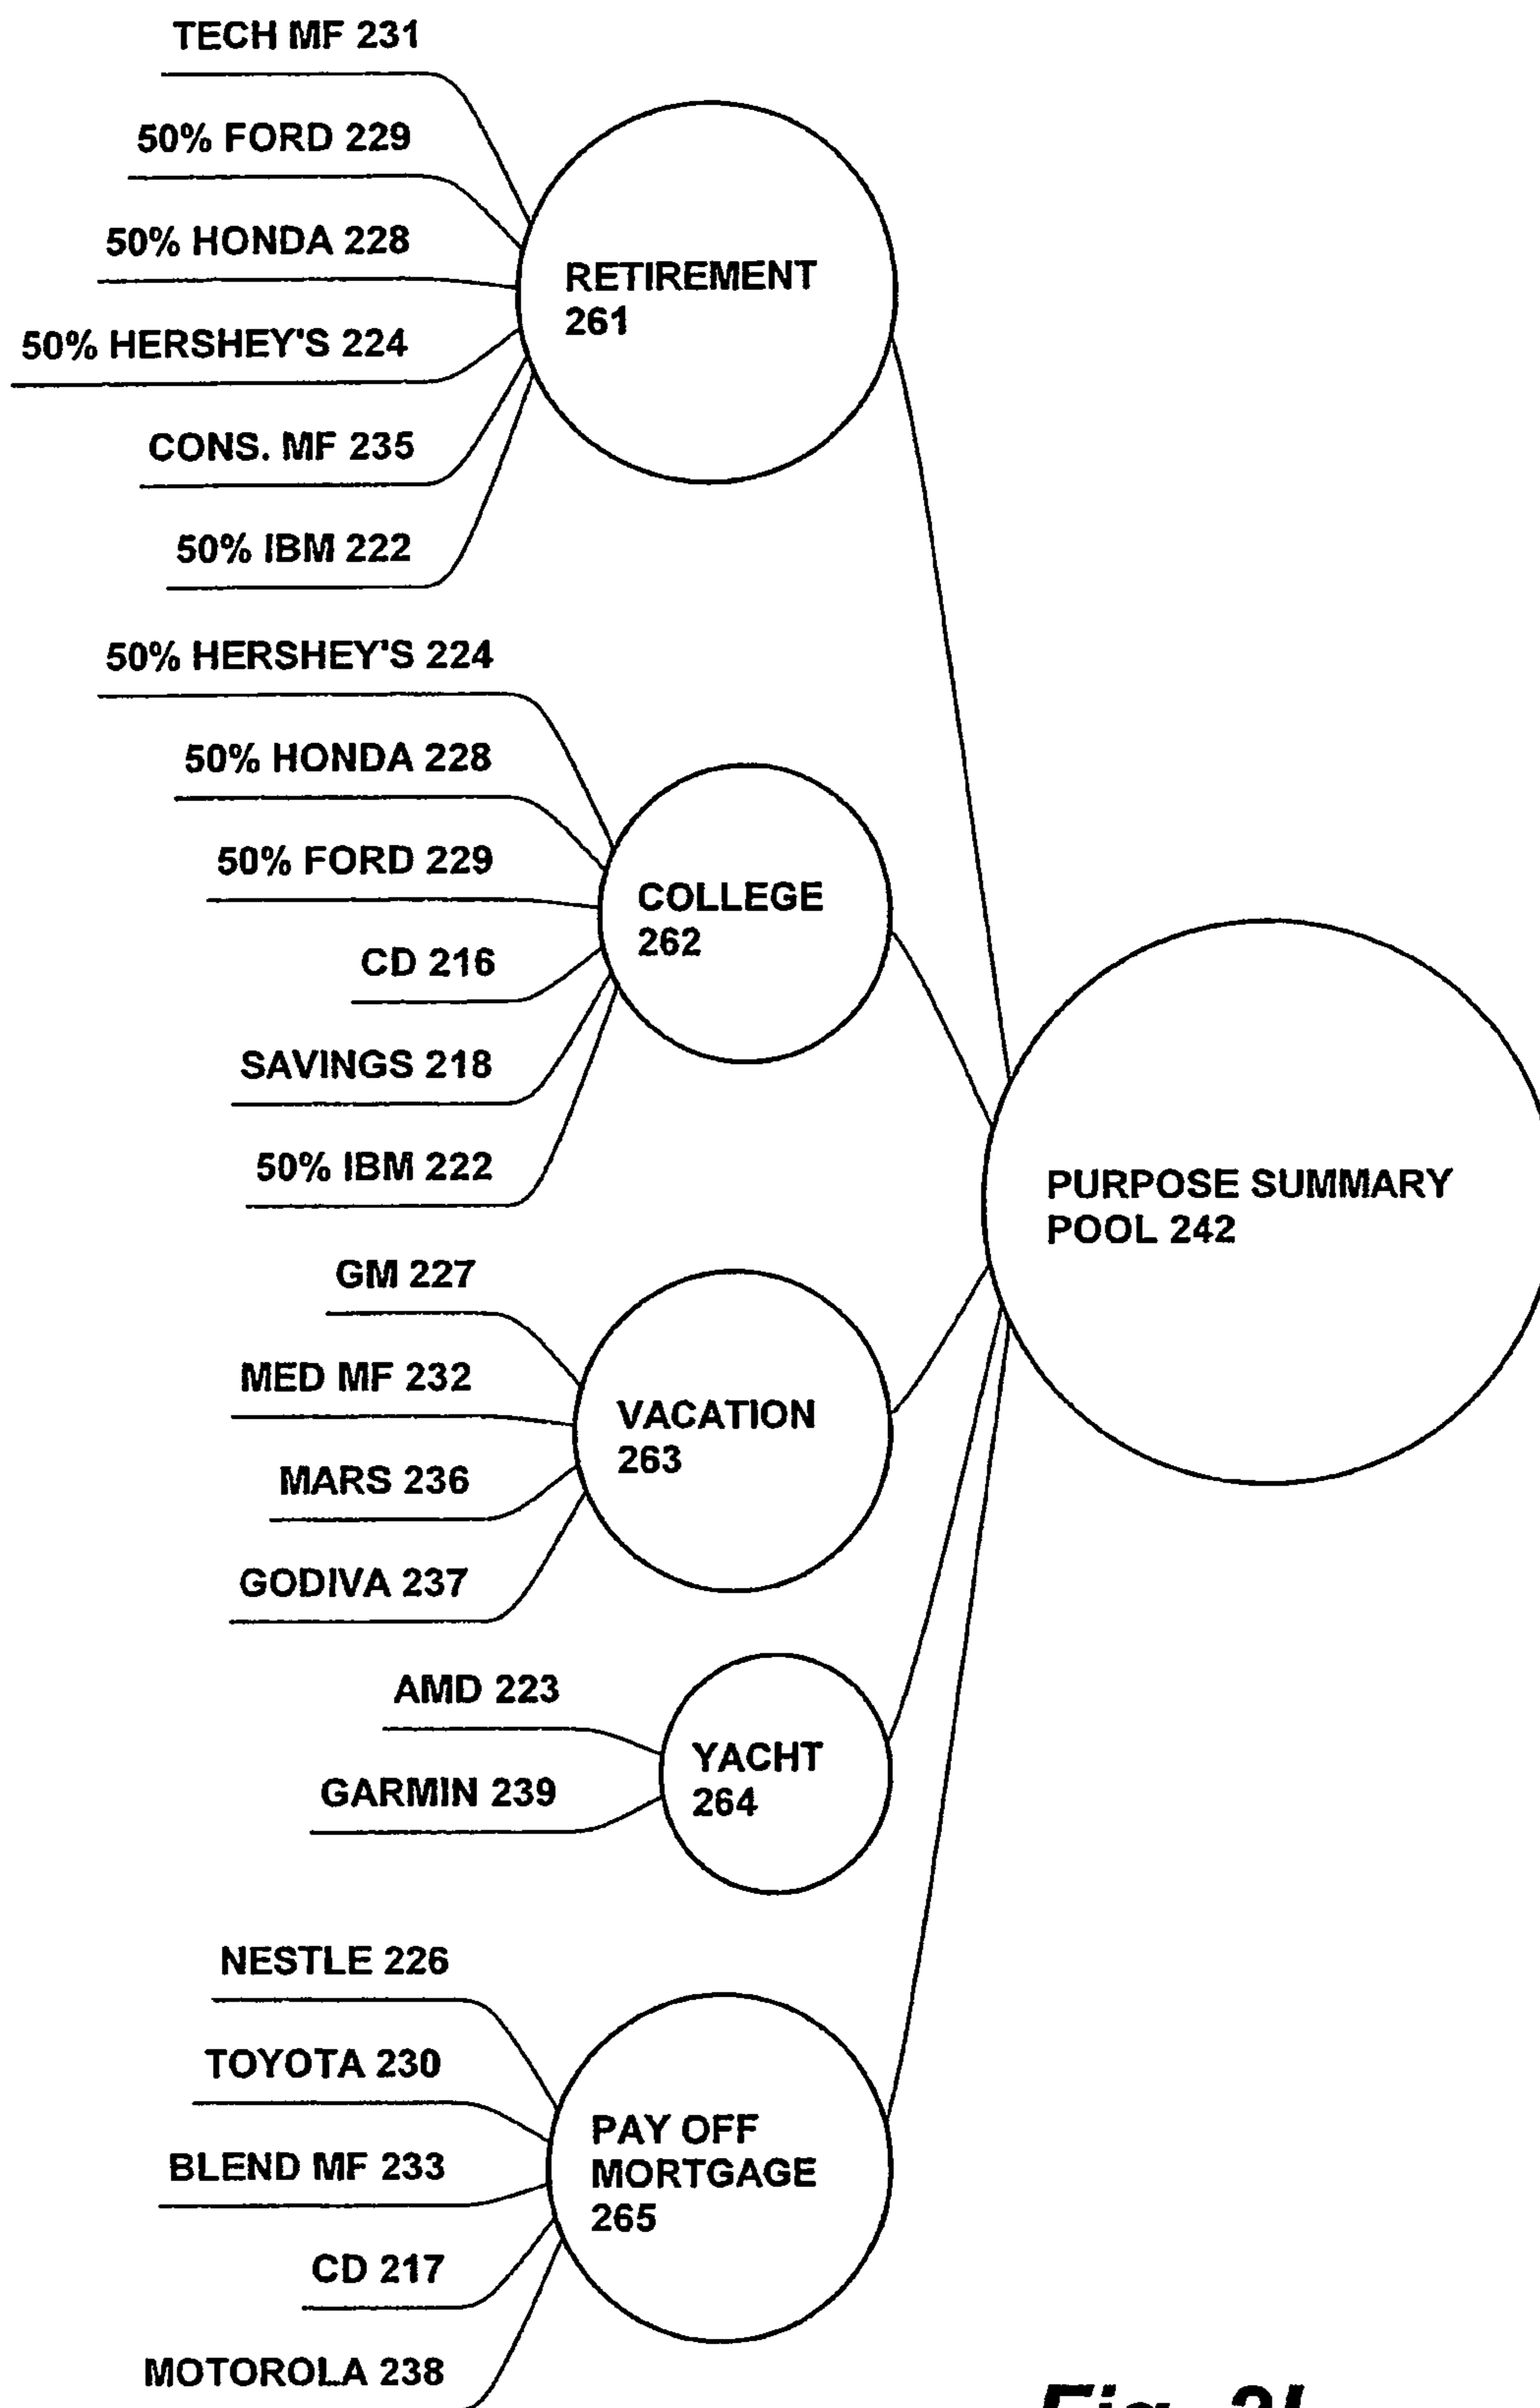 TECH MF 231
50% FORD 229
50% HONDA 228
50% HERSHEY'S 224
CONS. MF 235
50% IBM 222
RETIREMENT
261
50% HERSHEY'S 224
50% HONDA 228
50% FORD 229
CD 216
SAVINGS 218
50% IBM 222
COLLEGE
262
GM 227
MED MF 232
MARS 236
GODIVA 237
VACATION
263
AMD 223
GARMIN 239
YACHT
264
NESTLE 226
TOYOTA 230
BLEND MF 233
CD 217
MOTOROLA 238
PAY OFF
MORTGAGE
265
PURPOSE SUMMARY
POOL 242
Fig.